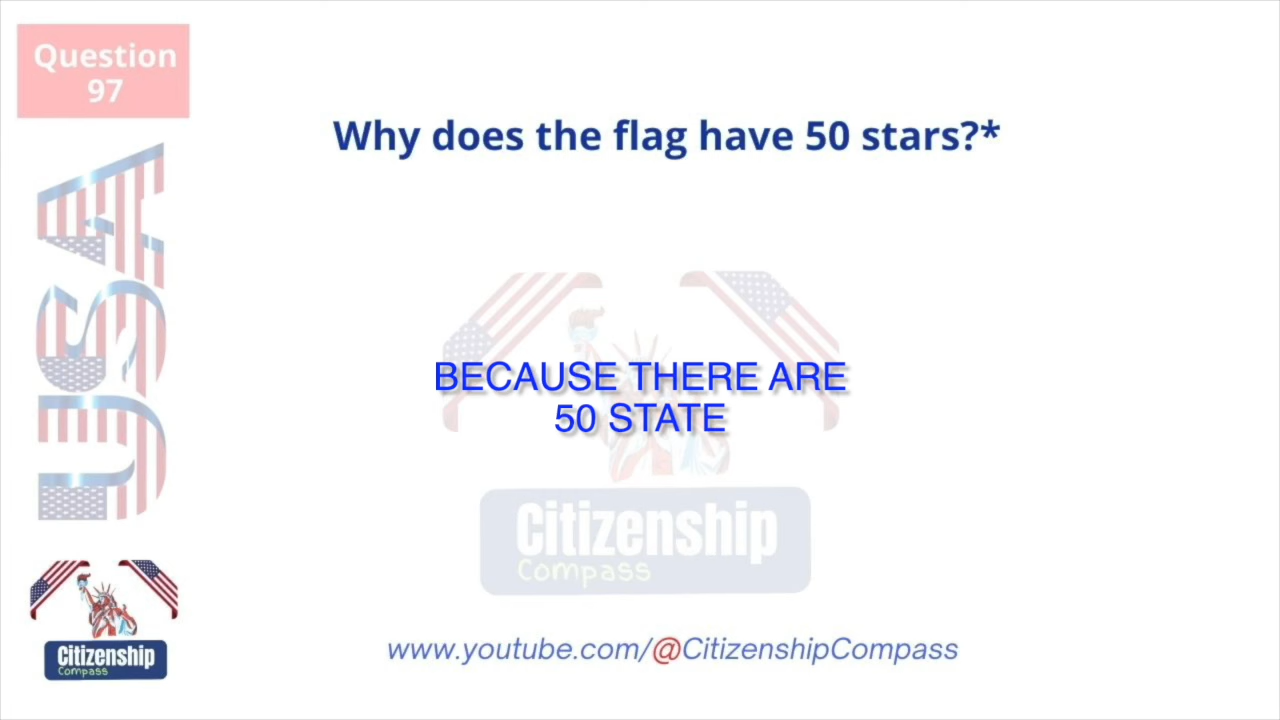 Question
97
Why does the flag have 50 stars?*
USA
BECAUSE THERE ARE
50 STATE
Citizenship
Compass
Citizenship
Compass
www.youtube.com/@CitizenshipCompass